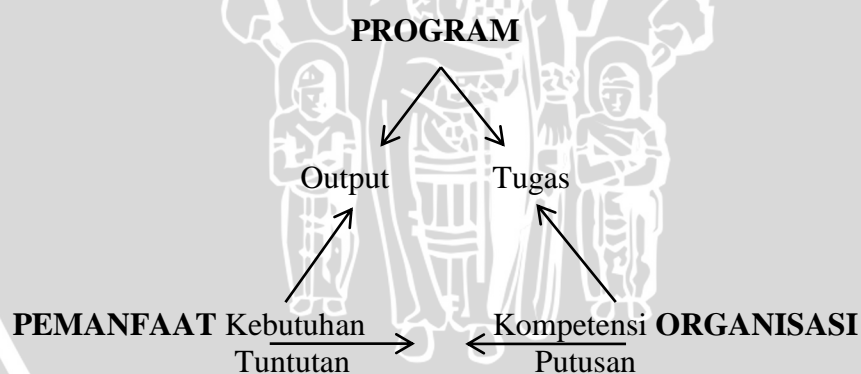 PROGRAM
Output Tugas
PEMANFAAT Kebutuhan Kompetensi ORGANISASI
Tuntutan Putusan